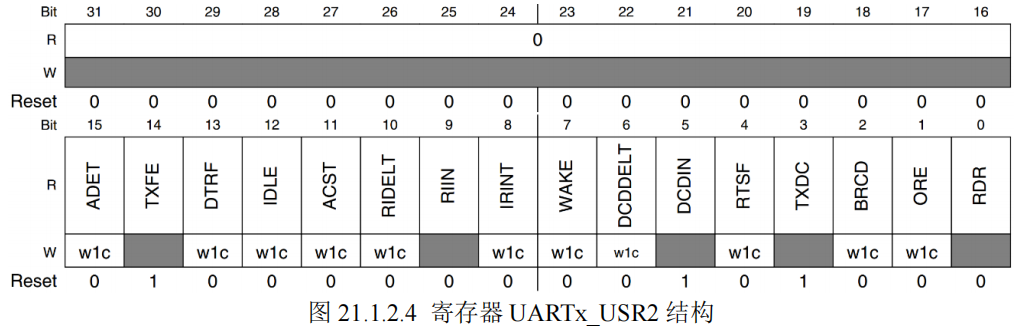 Bit 31 30 29 28 27 26 25 24 23 22 21 20 19 18 17 16
R 0
W
Reset 0 0 0 0 0 0 0 0 0 0 0 0 0 0 0 0
Bit 15 14 13 12 11 10 9 8 7 6 5 4 3 2 1 0
R ADET TXFE DTRF IDLE ACST RIDELT RIIN IRINT WAKE DCDDELT DCDIN RTSF TXDC BRCD ORE RDR
W w1c w1c w1c w1c w1c w1c w1c w1c w1c w1c w1c
Reset 0 1 0 0 0 0 0 0 0 0 1 0 1 0 0 0
图 21.1.2.4 寄存器 UARTx_USR2 结构